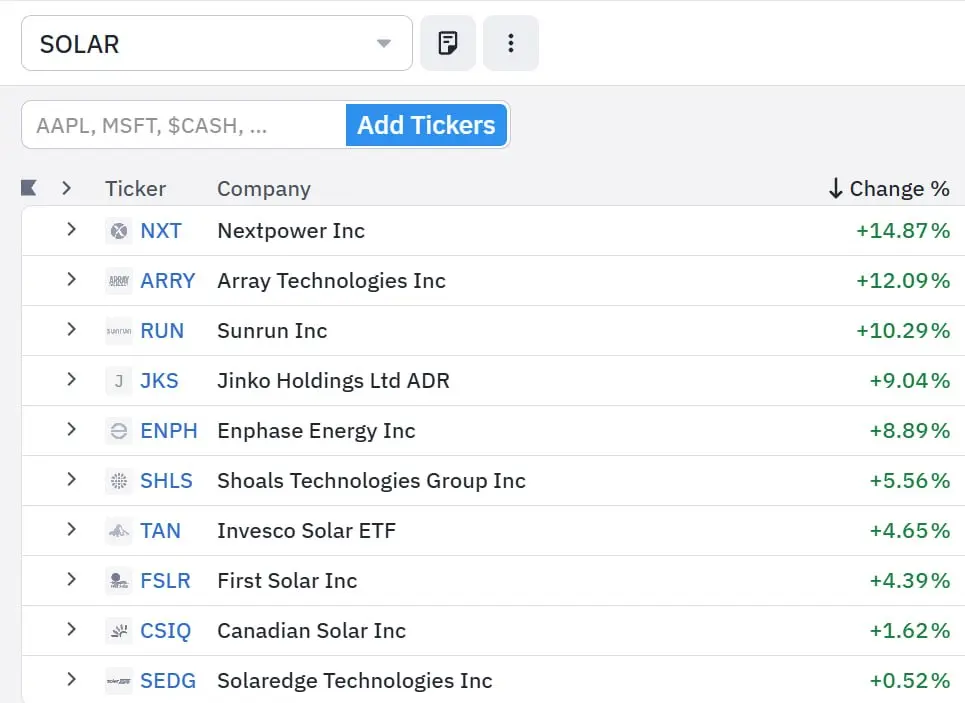 SOLAR
AAPL, MSFT, $CASH, ... Add Tickers
Ticker Company ↓ Change %
NXT Nextpower Inc +14.87%
ARRY Array Technologies Inc +12.09%
sunrun RUN Sunrun Inc +10.29%
J JKS Jinko Holdings Ltd ADR +9.04%
ENPH Enphase Energy Inc +8.89%
SHLS Shoals Technologies Group Inc +5.56%
TAN Invesco Solar ETF +4.65%
FSLR First Solar Inc +4.39%
CSIQ Canadian Solar Inc +1.62%
SEDG Solaredge Technologies Inc +0.52%